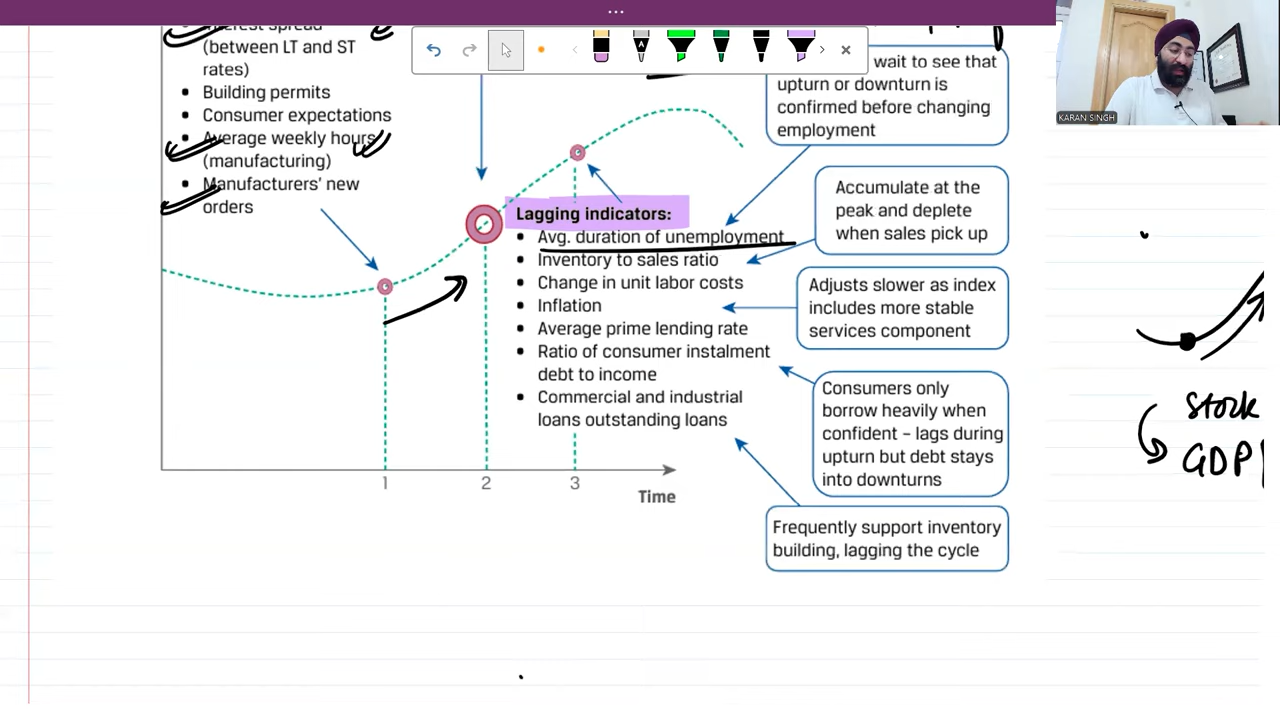 Interest spread
(between LT and ST
rates)
• Building permits
• Consumer expectations
• Average weekly hours
(manufacturing)
• Manufacturers' new
orders
Lagging indicators:
• Avg. duration of unemployment
• Inventory to sales ratio
• Change in unit labor costs
• Inflation
• Average prime lending rate
• Ratio of consumer instalment
debt to income
• Commercial and industrial
loans outstanding loans
wait to see that
upturn or downturn is
confirmed before changing
employment
Accumulate at the
peak and deplete
when sales pick up
Adjusts slower as index
includes more stable
services component
Consumers only
borrow heavily when
confident – lags during
upturn but debt stays
into downturns
Frequently support inventory
building, lagging the cycle
1 2 3
Time
Stock
GDP
KARAN SINGH